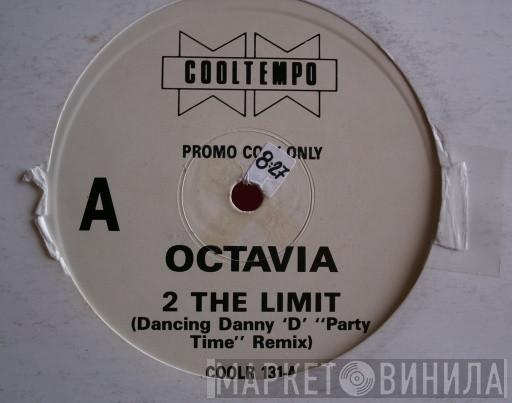 COOLTEMPO
PROMO COPY ONLY
8:27
A
OCTAVIA
2 THE LIMIT
(Dancing Danny 'D' "Party
Time" Remix)
COOLR 131-A
МАРКЕТ ВИНИЛА